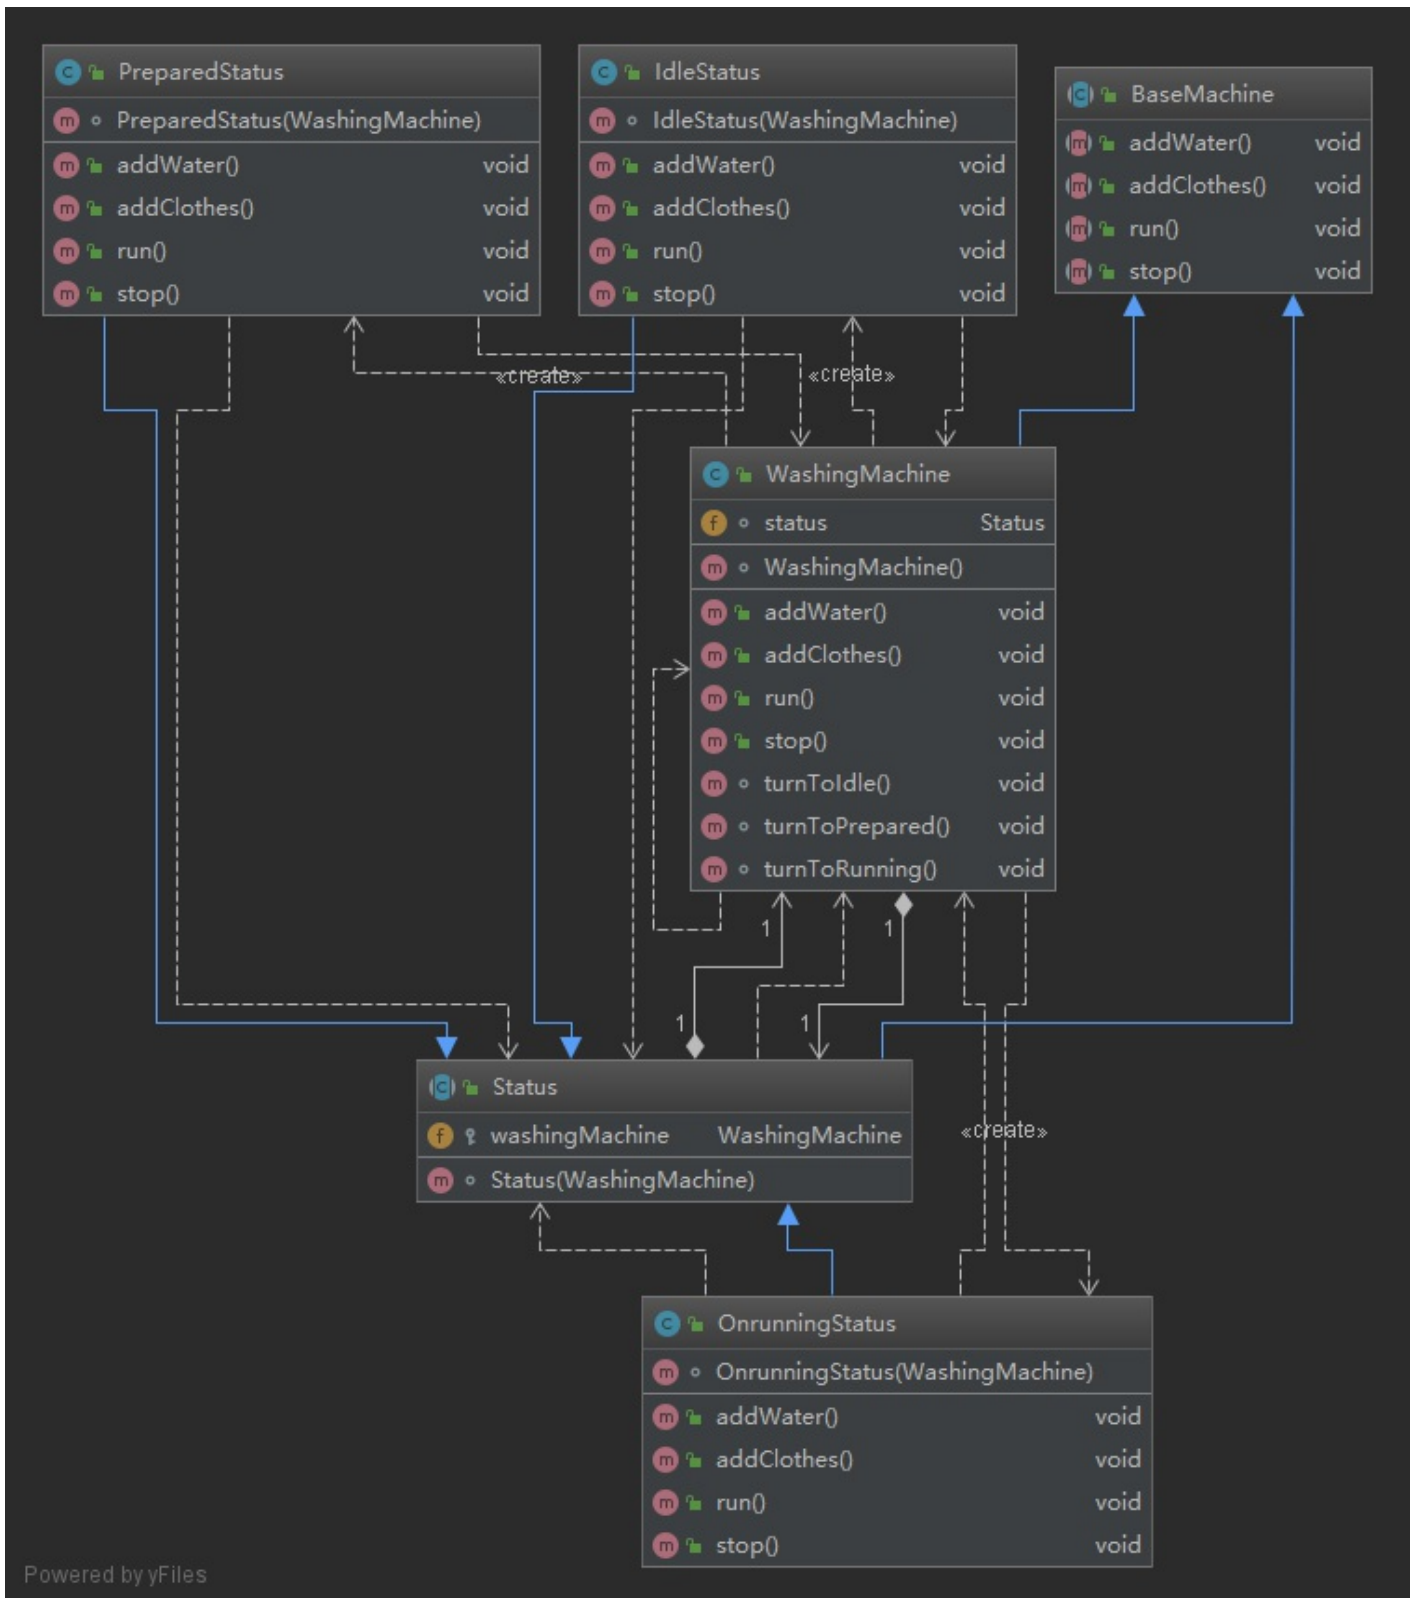 PreparedStatus
PreparedStatus(WashingMachine)
addWater() void
addClothes() void
run() void
stop() void
IdleStatus
IdleStatus(WashingMachine)
addWater() void
addClothes() void
run() void
stop() void
BaseMachine
addWater() void
addClothes() void
run() void
stop() void
«create»
«create»
WashingMachine
status Status
WashingMachine()
addWater() void
addClothes() void
run() void
stop() void
turnToIdle() void
turnToPrepared() void
turnToRunning() void
1
1
1
1
Status
washingMachine WashingMachine
Status(WashingMachine)
«create»
OnrunningStatus
OnrunningStatus(WashingMachine)
addWater() void
addClothes() void
run() void
stop() void
Powered by yFiles